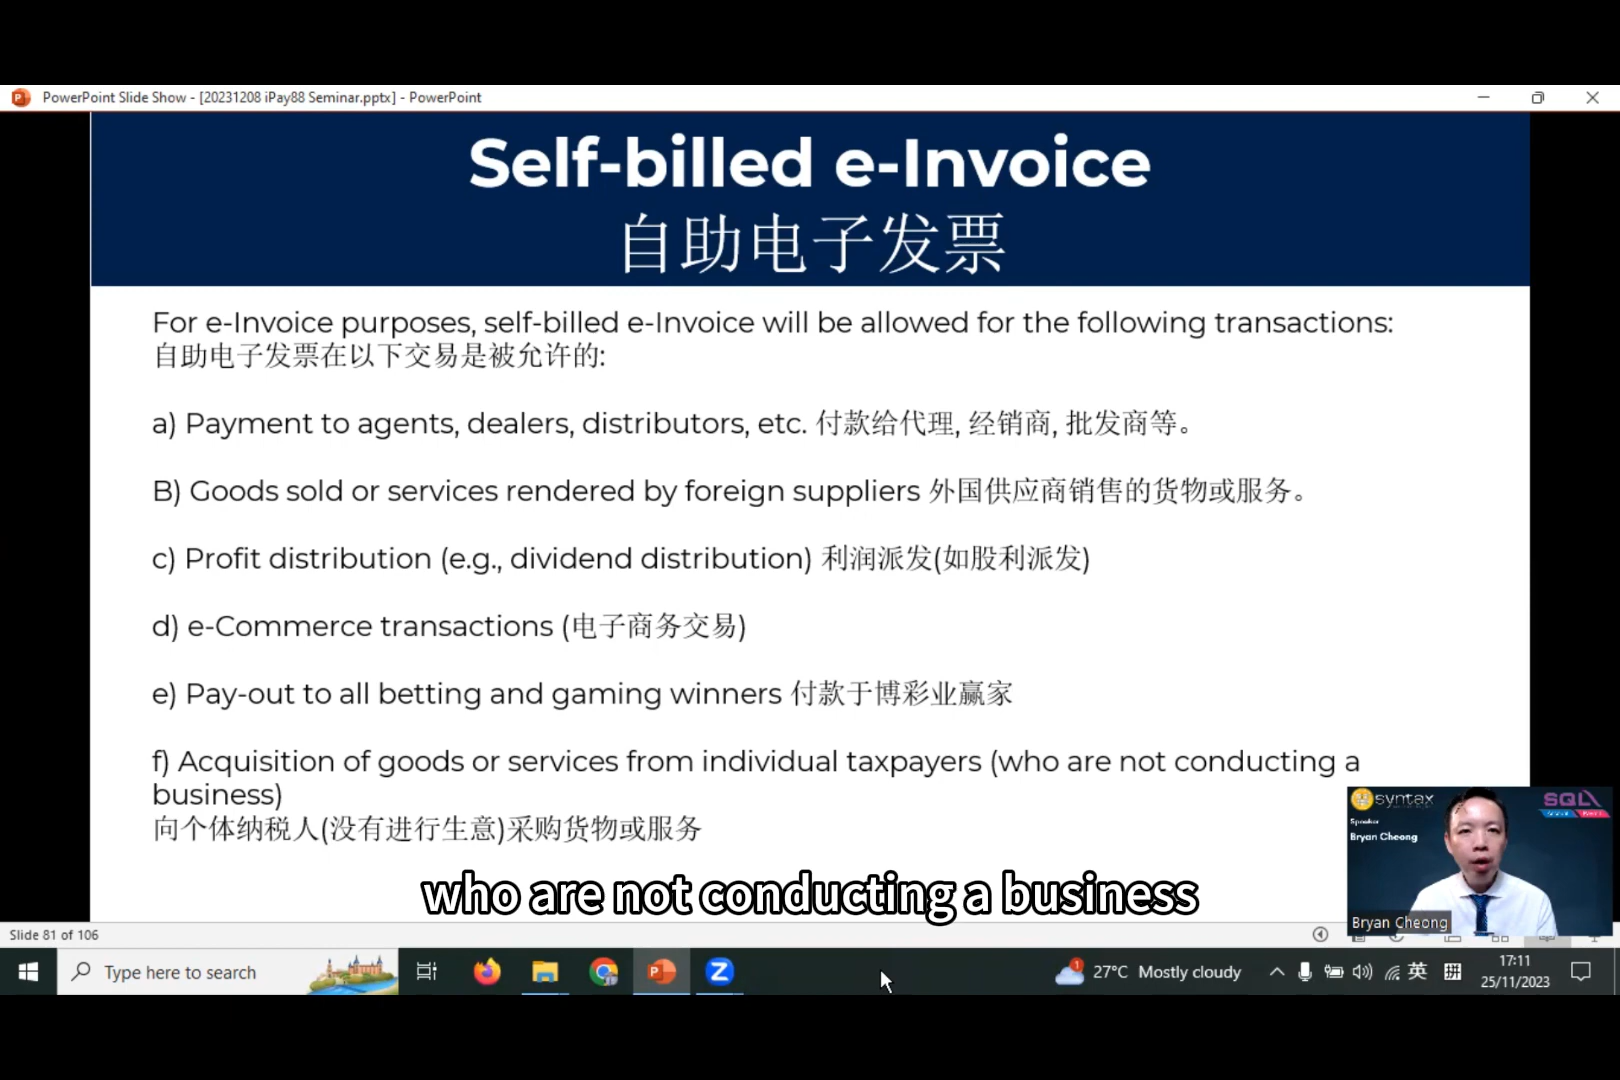 PowerPoint Slide Show - [20231208 iPay88 Seminar.pptx] - PowerPoint
Self-billed e-Invoice
自助电子发票
For e-Invoice purposes, self-billed e-Invoice will be allowed for the following transactions:
自助电子发票在以下交易是被允许的:
a) Payment to agents, dealers, distributors, etc. 付款给代理, 经销商, 批发商等。
B) Goods sold or services rendered by foreign suppliers 外国供应商销售的货物或服务。
c) Profit distribution (e.g., dividend distribution) 利润派发(如股利派发)
d) e-Commerce transactions (电子商务交易)
e) Pay-out to all betting and gaming winners 付款于博彩业赢家
f) Acquisition of goods or services from individual taxpayers (who are not conducting a
business)
向个体纳税人(没有进行生意)采购货物或服务
syntax
SQL
Speaker
Bryan Cheong
Bryan Cheong
who are not conducting a business
Slide 81 of 106
Type here to search
1
27°C Mostly cloudy
英
拼
17:11
25/11/2023